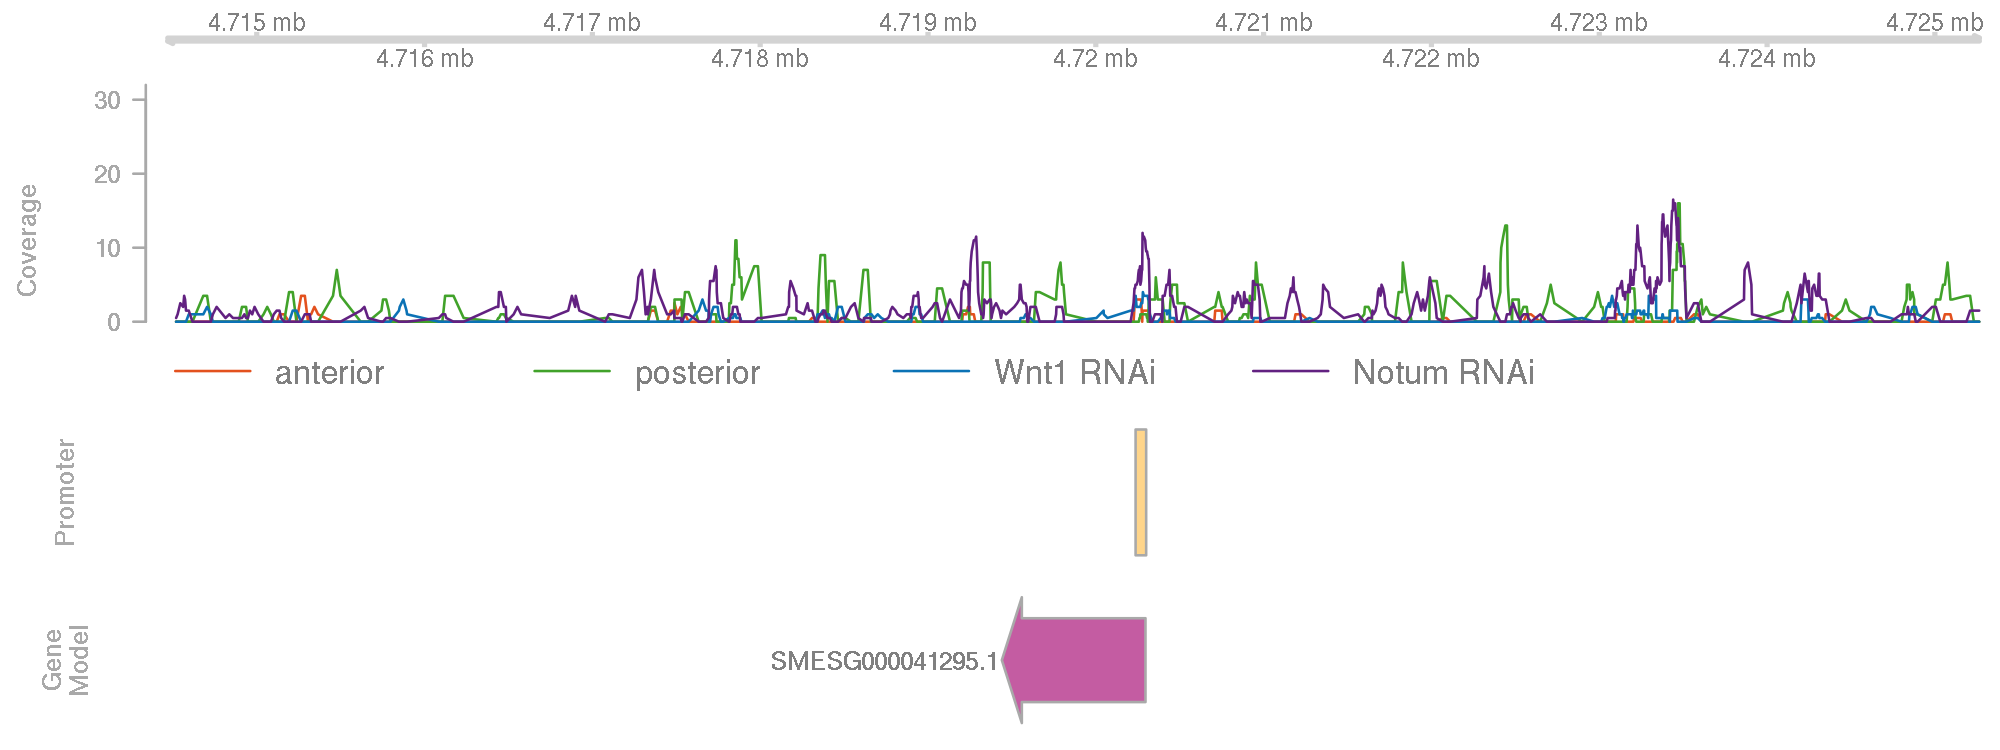 4.715 mb 4.717 mb 4.719 mb 4.721 mb 4.723 mb 4.725 mb
4.716 mb 4.718 mb 4.72 mb 4.722 mb 4.724 mb
30
20
10
0
Coverage
anterior posterior Wnt1 RNAi Notum RNAi
Promoter
Gene
Model
SMESG000041295.1